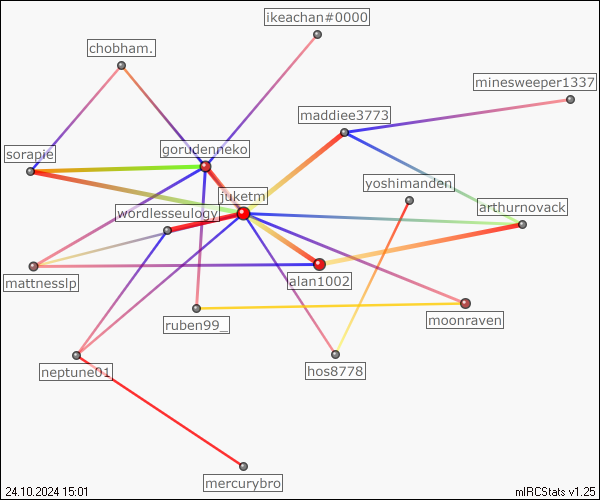 ikeachan#0000
chobham.
minesweeper1337
maddiee3773
gorudenneko
sorapie
yoshimanden
juketm
arthurnovack
wordlesseulogy
mattnesslp
alan1002
moonraven
ruben99_
neptune01
hos8778
mercurybro
24.10.2024 15:01
mIRCStats v1.25